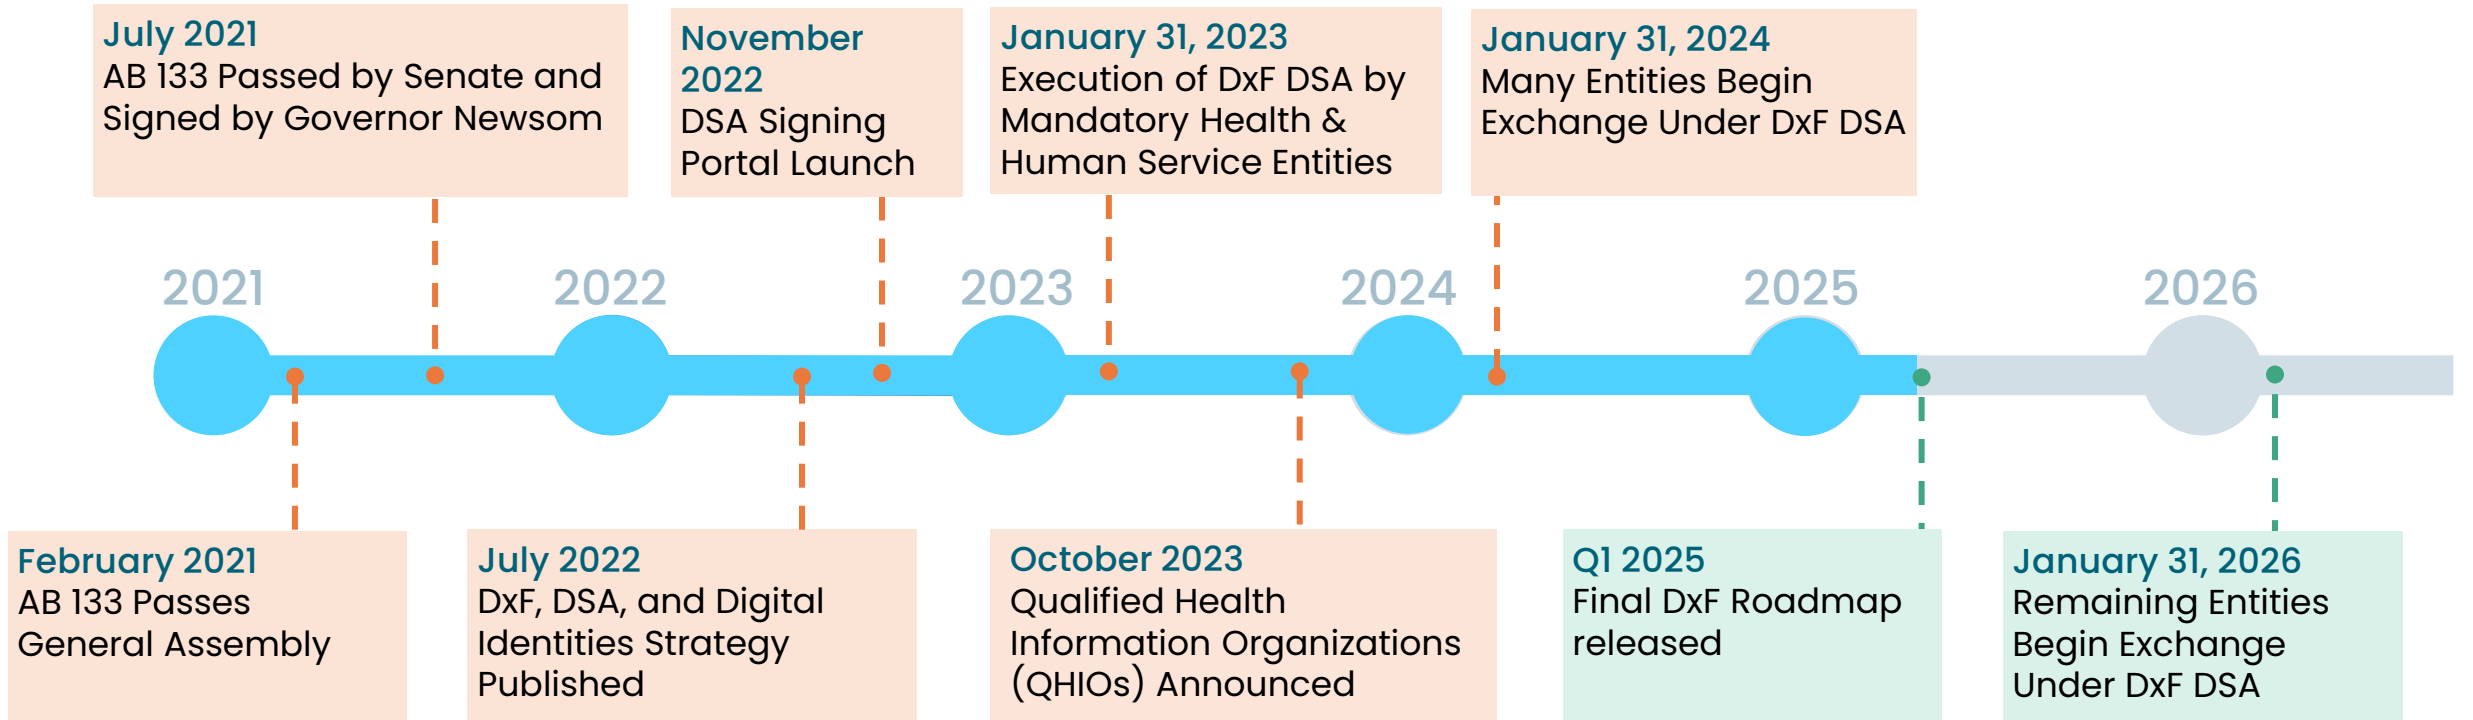 July 2021
AB 133 Passed by Senate and
Signed by Governor Newsom
November
2022
DSA Signing
Portal Launch
January 31, 2023
Execution of DxF DSA by
Mandatory Health &
Human Service Entities
January 31, 2024
Many Entities Begin
Exchange Under DxF DSA
2021
2022
2023
2024
2025
2026
February 2021
AB 133 Passes
General Assembly
July 2022
DxF, DSA, and Digital
Identities Strategy
Published
October 2023
Qualified Health
Information Organizations
(QHIOs) Announced
Q1 2025
Final DxF Roadmap
released
January 31, 2026
Remaining Entities
Begin Exchange
Under DxF DSA